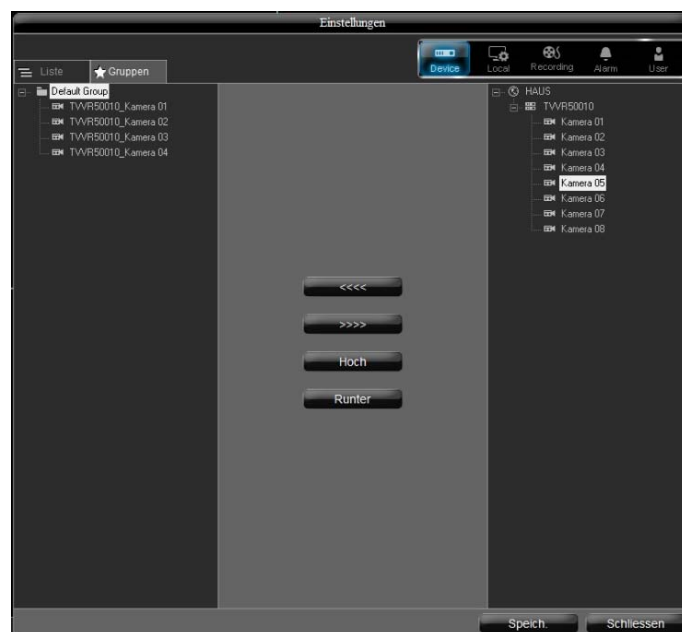 Einstellungen
Liste
Gruppen
Device
Local
Recording
Alarm
User
Default Group
TVVR50010_Kamera 01
TVVR50010_Kamera 02
TVVR50010_Kamera 03
TVVR50010_Kamera 04
HAUS
TVVR50010
Kamera 01
Kamera 02
Kamera 03
Kamera 04
Kamera 05
Kamera 06
Kamera 07
Kamera 08
<<<<
>>>>
Hoch
Runter
Speich.
Schliessen